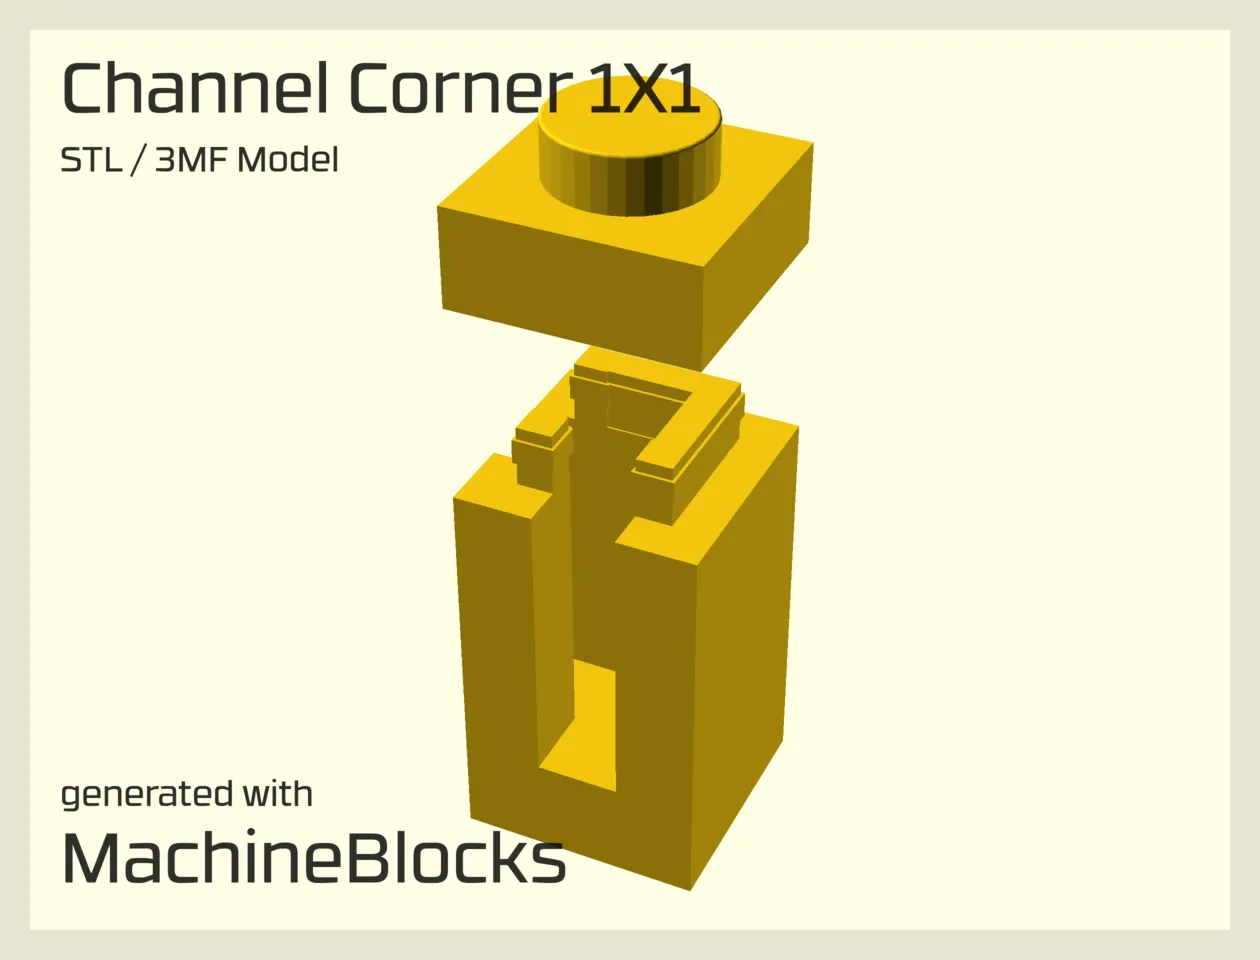 Channel Corner 1X1
STL / 3MF Model
generated with
MachineBlocks